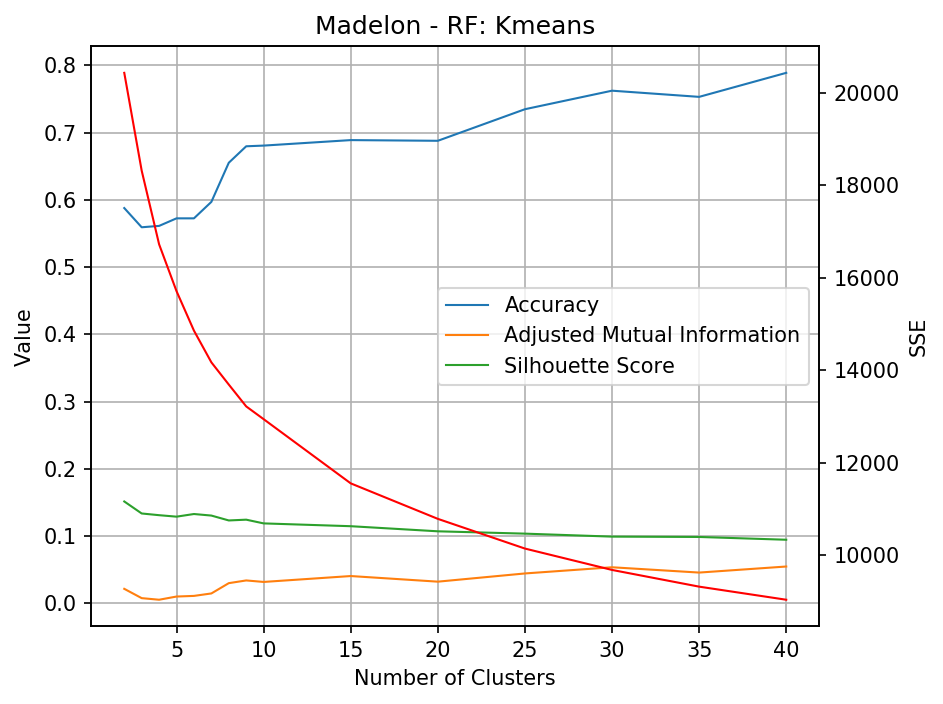 Madelon - RF: Kmeans
0.8
0.7
0.6
0.5
0.4
0.3
0.2
0.1
0.0
Value
Accuracy
Adjusted Mutual Information
Silhouette Score
20000
18000
16000
14000
12000
10000
SSE
5 10 15 20 25 30 35 40
Number of Clusters